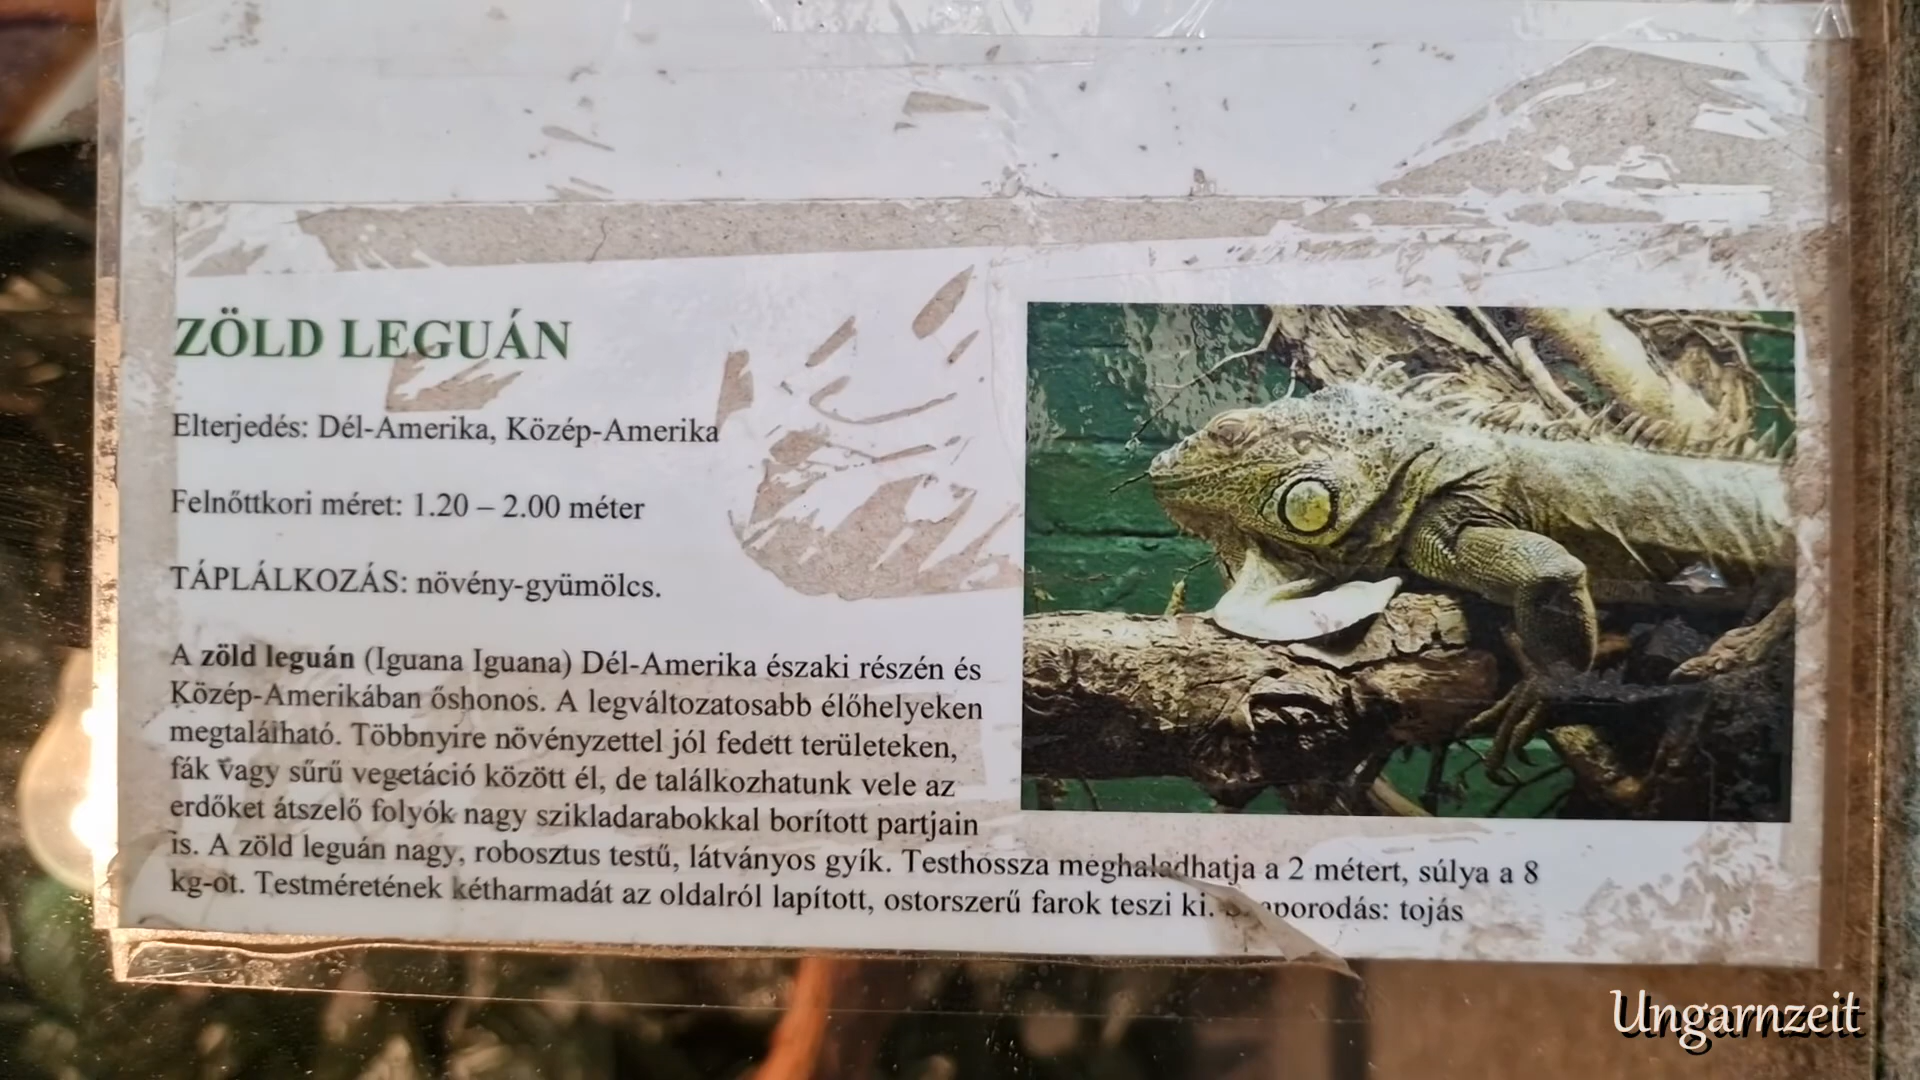 ZÖLD LEGUÁN
Elterjedés: Dél-Amerika, Közép-Amerika
Felnőttkori méret: 1.20 – 2.00 méter
TÁPLÁLKOZÁS: növény-gyümölcs.
A zöld leguán (Iguana Iguana) Dél-Amerika északi részén és
Közép-Amerikában őshonos. A legváltozatosabb élőhelyeken
megtalálható. Többnyire növényzettel jól fedett területeken,
fák vagy sűrű vegetáció között él, de találkozhatunk vele az
erdőket átszelő folyók nagy szikladarabokkal borított partjain
is. A zöld leguán nagy, robosztus testű, látványos gyík. Testhossza meghaladhatja a 2 métert, súlya a 8
kg-ot. Testméretének kétharmadát az oldalról lapított, ostorszerű farok teszi ki. Szaporodás: tojás
Ungarnzeit